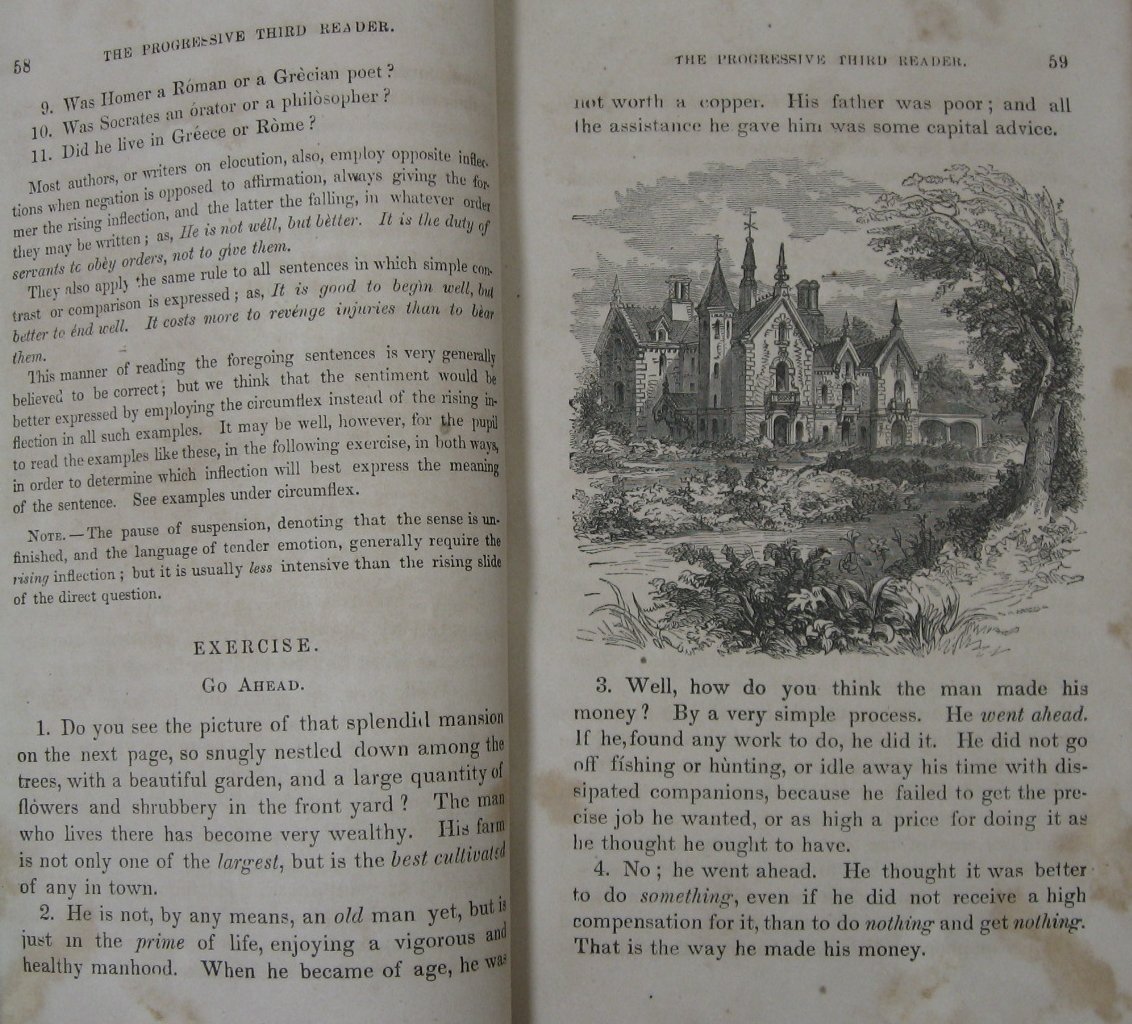 58
THE PROGRESSIVE THIRD READER.
9. Was Homer a Róman or a Grècian poet?
10. Was Socrates an órator or a philòsopher?
11. Did he live in Gréece or Ròme?
Most authors, or writers on elocution, also, employ opposite inflec-
tions when negation is opposed to affirmation, always giving the for-
mer the rising inflection, and the latter the falling, in whatever order
they may be written; as, He is not wéll, but bètter. It is the duty of
servants to obèy orders, not to gíve them.
They also apply the same rule to all sentences in which simple con-
trast or comparison is expressed; as, It is good to begìn well, but
better to énd well. It costs more to revénge injuries than to bèar
them.
This manner of reading the foregoing sentences is very generally
believed to be correct; but we think that the sentiment would be
better expressed by employing the circumflex instead of the rising in-
flection in all such examples. It may be well, however, for the pupil
to read the examples like these, in the following exercise, in both ways,
in order to determine which inflection will best express the meaning
of the sentence. See examples under circumflex.
NOTE.—The pause of suspension, denoting that the sense is un-
finished, and the language of tender emotion, generally require the
rising inflection; but it is usually less intensive than the rising slide
of the direct question.
EXERCISE.
GO AHEAD.
1. Do you see the picture of that splendid mansion
on the next page, so snugly nestled down among the
trees, with a beautiful garden, and a large quantity of
flówers and shrubbery in the front yard? The man
who lives there has become very wealthy. His farm
is not only one of the largest, but is the best cultivated
of any in town.
2. He is not, by any means, an old man yet, but is
just in the prime of life, enjoying a vigorous and
healthy manhood. When he became of age, he was
THE PROGRESSIVE THIRD READER. 59
not worth a copper. His father was poor; and all
the assistance he gave him was some capital advice.
3. Well, how do you think the man made his
money? By a very simple process. He went ahead.
If he, found any work to do, he did it. He did not go
off físhing or hùnting, or idle away his time with dis-
sipated companions, because he failed to get the pre-
cise job he wanted, or as high a price for doing it as
he thought he ought to have.
4. No; he went ahead. He thought it was better
to do something, even if he did not receive a high
compensation for it, than to do nothing and get nothing.
That is the way he made his money.